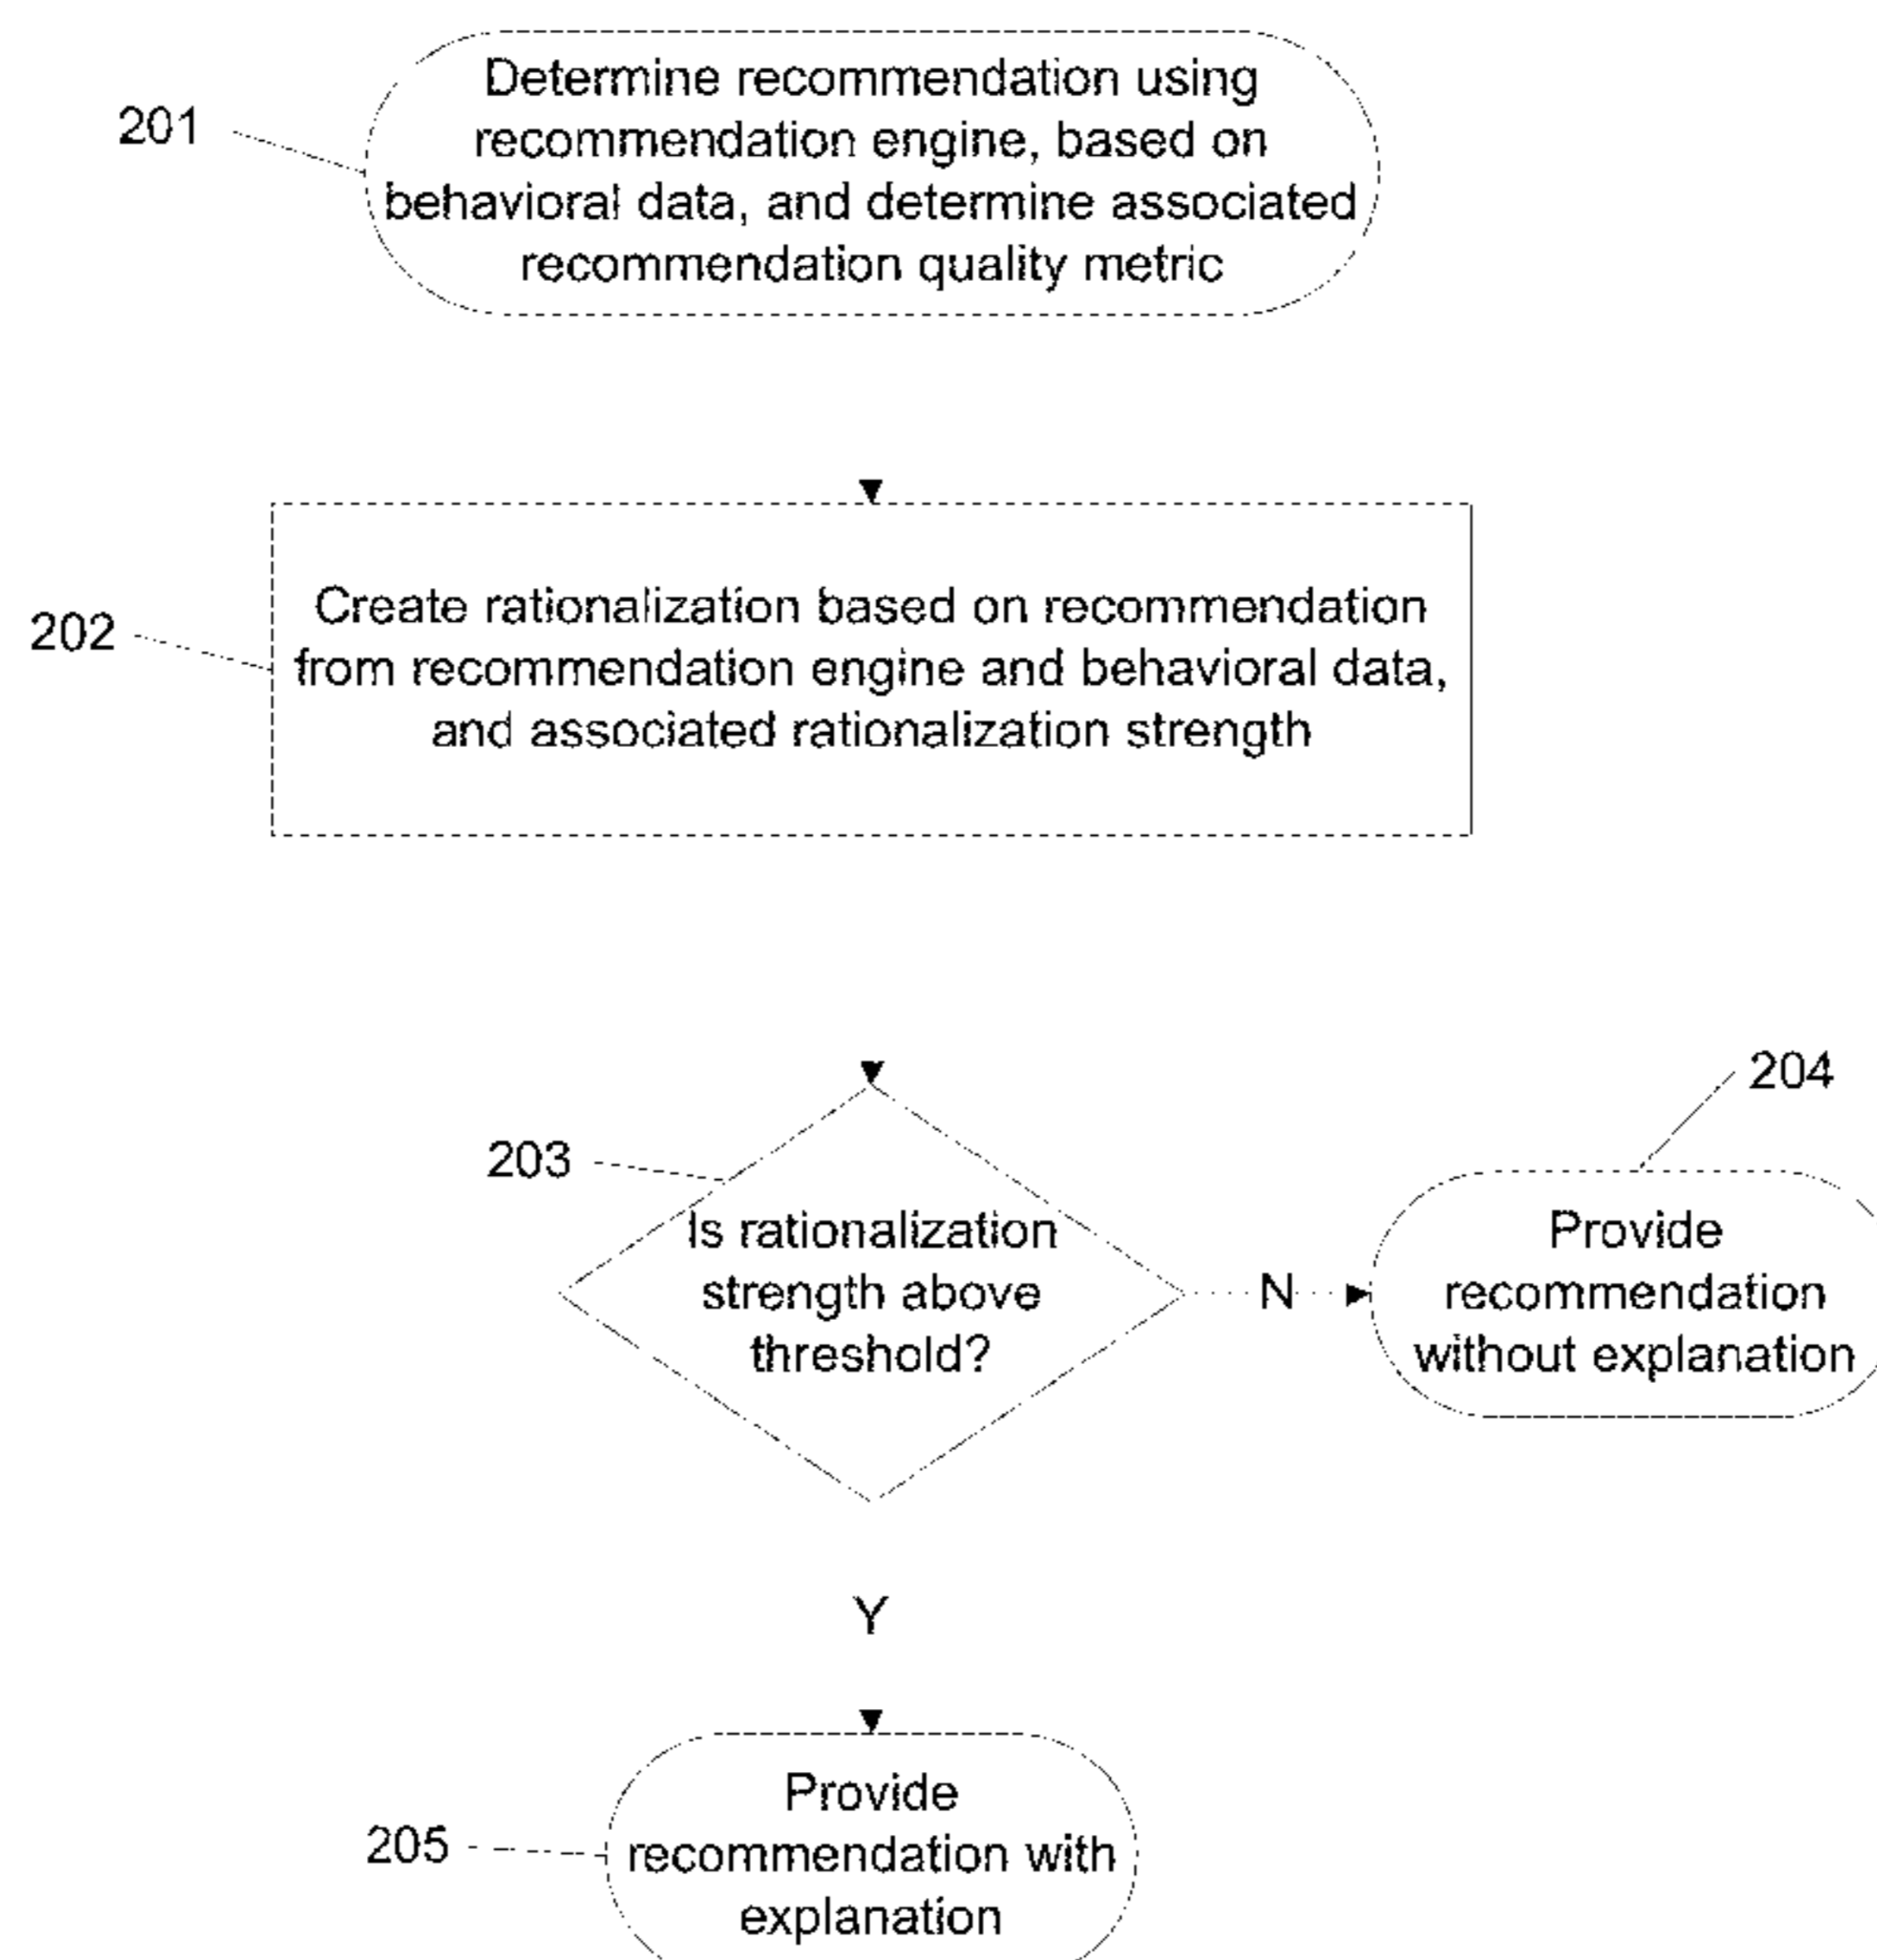 201
Determine recommendation using
recommendation engine, based on
behavioral data, and determine associated
recommendation quality metric
202
Create rationalization based on recommendation
from recommendation engine and behavioral data,
and associated rationalization strength
203
Is rationalization
strength above
threshold?
N
204
Provide
recommendation
without explanation
Y
205
Provide
recommendation with
explanation